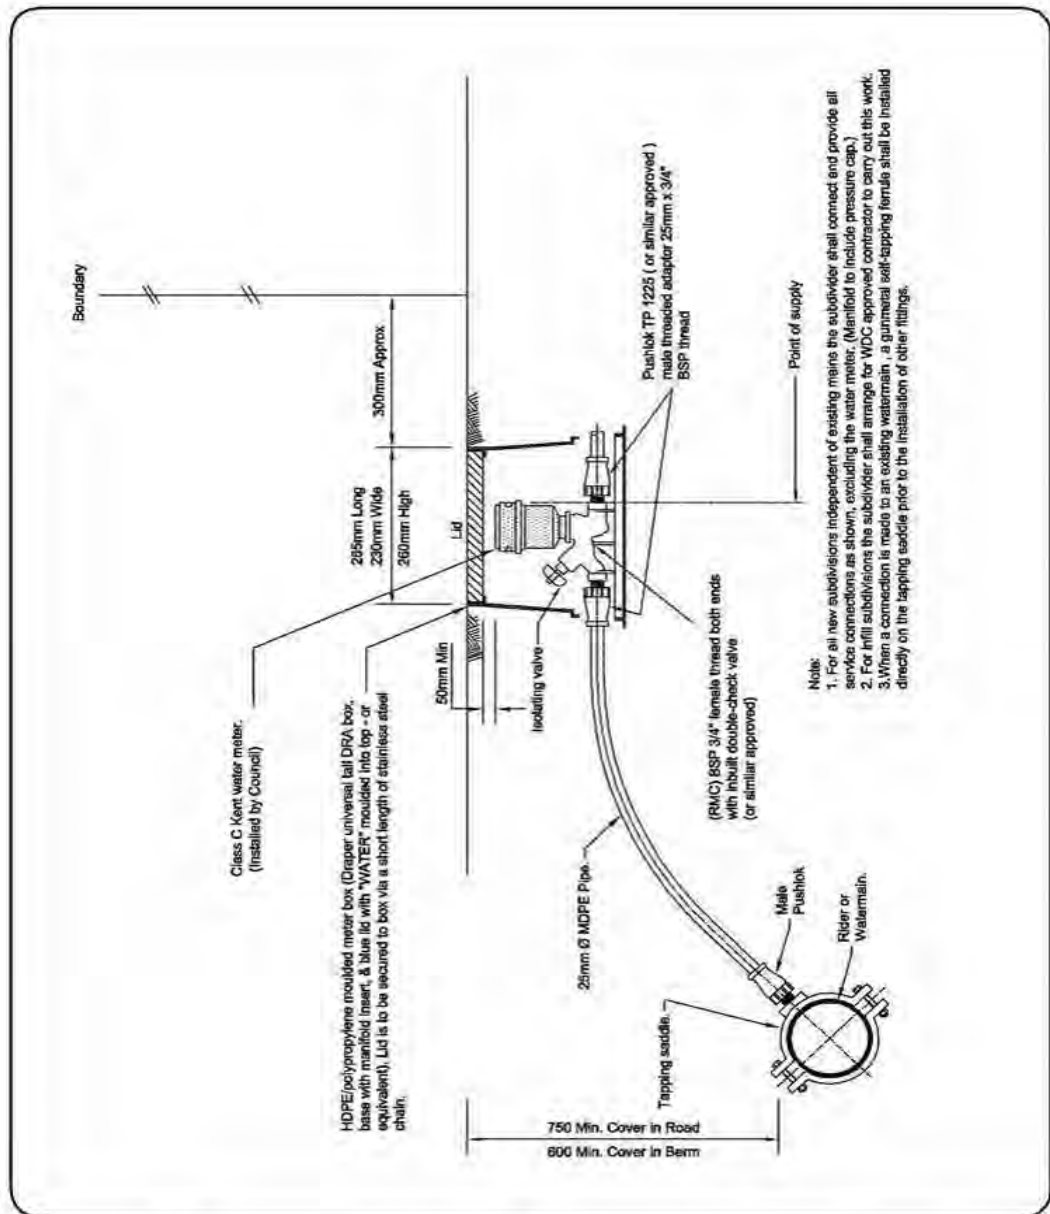 Boundary
300mm Approx
265mm Long
230mm Wide
260mm High
Lid
Class C Kent water meter.
(Installed by Council)
HDPE/polypropylene moulded meter box (Draper universal tall DRA box,
base with manifold insert, & blue lid with "WATER" moulded into top - or
equivalent). Lid is to be secured to box via a short length of stainless steel
chain.
50mm Min
Isolating valve
Pushlok TP 1225 ( or similar approved )
male threaded adaptor 25mm x 3/4"
BSP thread
Point of supply
(RMC) BSP 3/4" female thread both ends
with inbuilt double-check valve
(or similar approved)
25mm Ø MDPE Pipe.
Male
Pushlok
Rider or
Watermain.
Tapping saddle.
750 Min. Cover in Road
600 Min. Cover in Berm
Note:
1. For all new subdivisions independent of existing mains the subdivider shall connect and provide all
service connections as shown, excluding the water meter. (Manifold to include pressure cap.)
2. For infill subdivisions the subdivider shall arrange for WDC approved contractor to carry out this work.
3.When a connection is made to an existing watermain , a gunmetal self-tapping ferrule shall be installed
directly on the tapping saddle prior to the installation of other fittings.